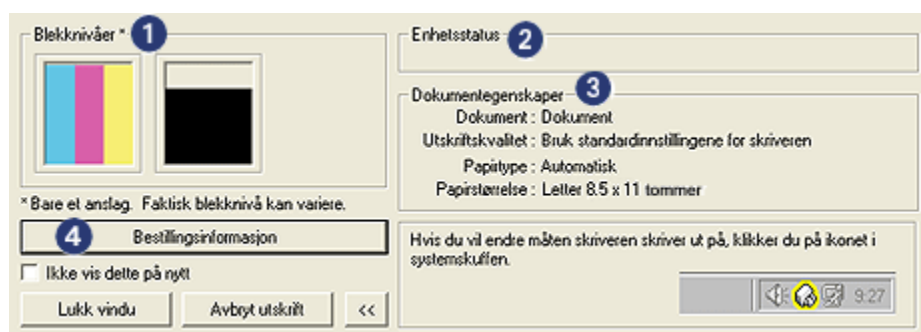 Blekknivåer *
1
*Bare et anslag. Faktisk blekknivå kan variere.
4
Bestillingsinformasjon
Ikke vis dette på nytt
Lukk vindu
Avbryt utskrift
<<
Enhetsstatus
2
Dokumentegenskaper
3
Dokument : Dokument
Utskriftskvalitet : Bruk standardinnstillingene for skriveren
Papirtype : Automatisk
Papirstørrelse : Letter 8.5 x 11 tommer
Hvis du vil endre måten skriveren skriver ut på, klikker du på ikonet i
systemskuffen.
9:27